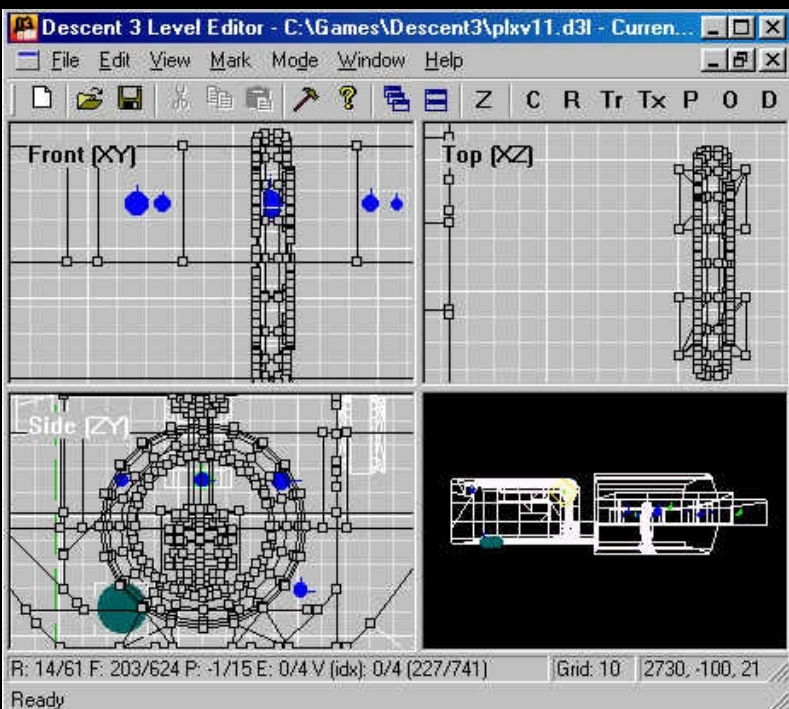 Descent 3 Level Editor - C:\Games\Descent3\plxv11.d3l - Curren...
File Edit View Mark Mode Window Help
Z C R Tr Tx P O D
Front (XY)
Top (XZ)
Side (ZY)
R: 14/61 F: 203/624 P: -1/15 E: 0/4 V (idx): 0/4 (227/741) Grid: 10 2730, -100, 21
Ready